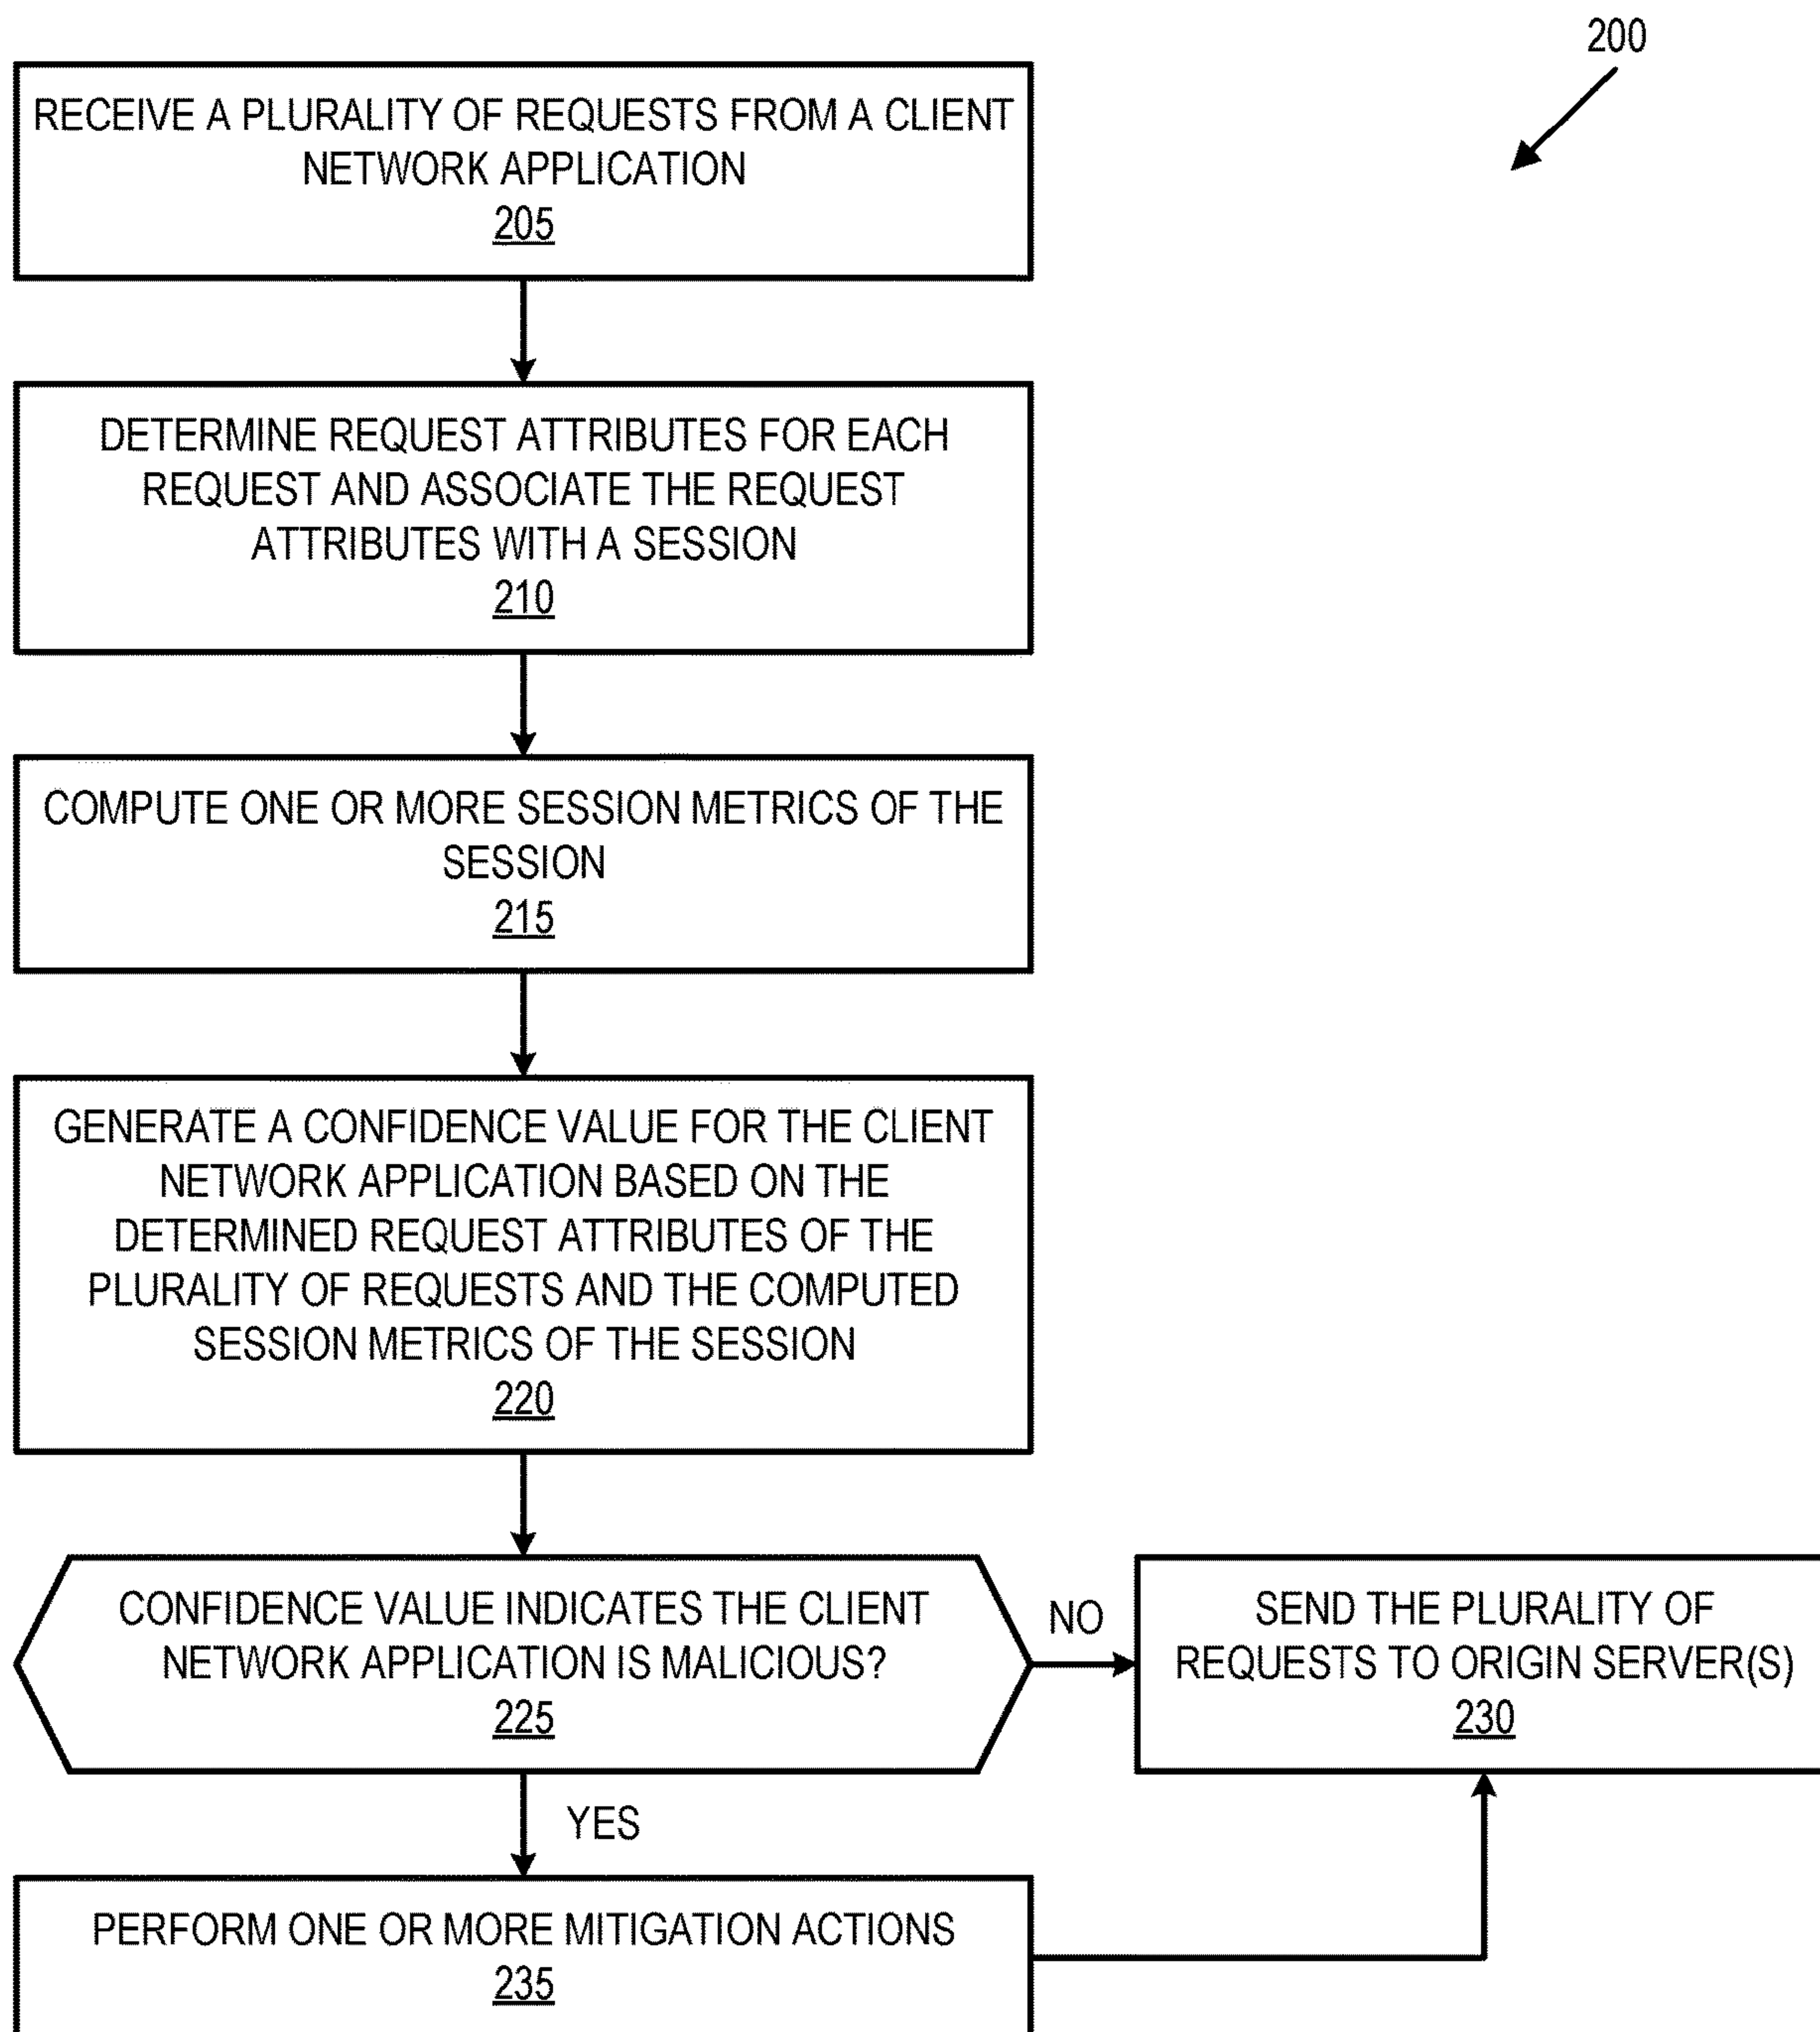 200
RECEIVE A PLURALITY OF REQUESTS FROM A CLIENT
NETWORK APPLICATION
205
DETERMINE REQUEST ATTRIBUTES FOR EACH
REQUEST AND ASSOCIATE THE REQUEST
ATTRIBUTES WITH A SESSION
210
COMPUTE ONE OR MORE SESSION METRICS OF THE
SESSION
215
GENERATE A CONFIDENCE VALUE FOR THE CLIENT
NETWORK APPLICATION BASED ON THE
DETERMINED REQUEST ATTRIBUTES OF THE
PLURALITY OF REQUESTS AND THE COMPUTED
SESSION METRICS OF THE SESSION
220
CONFIDENCE VALUE INDICATES THE CLIENT
NETWORK APPLICATION IS MALICIOUS?
225
NO
SEND THE PLURALITY OF
REQUESTS TO ORIGIN SERVER(S)
230
YES
PERFORM ONE OR MORE MITIGATION ACTIONS
235